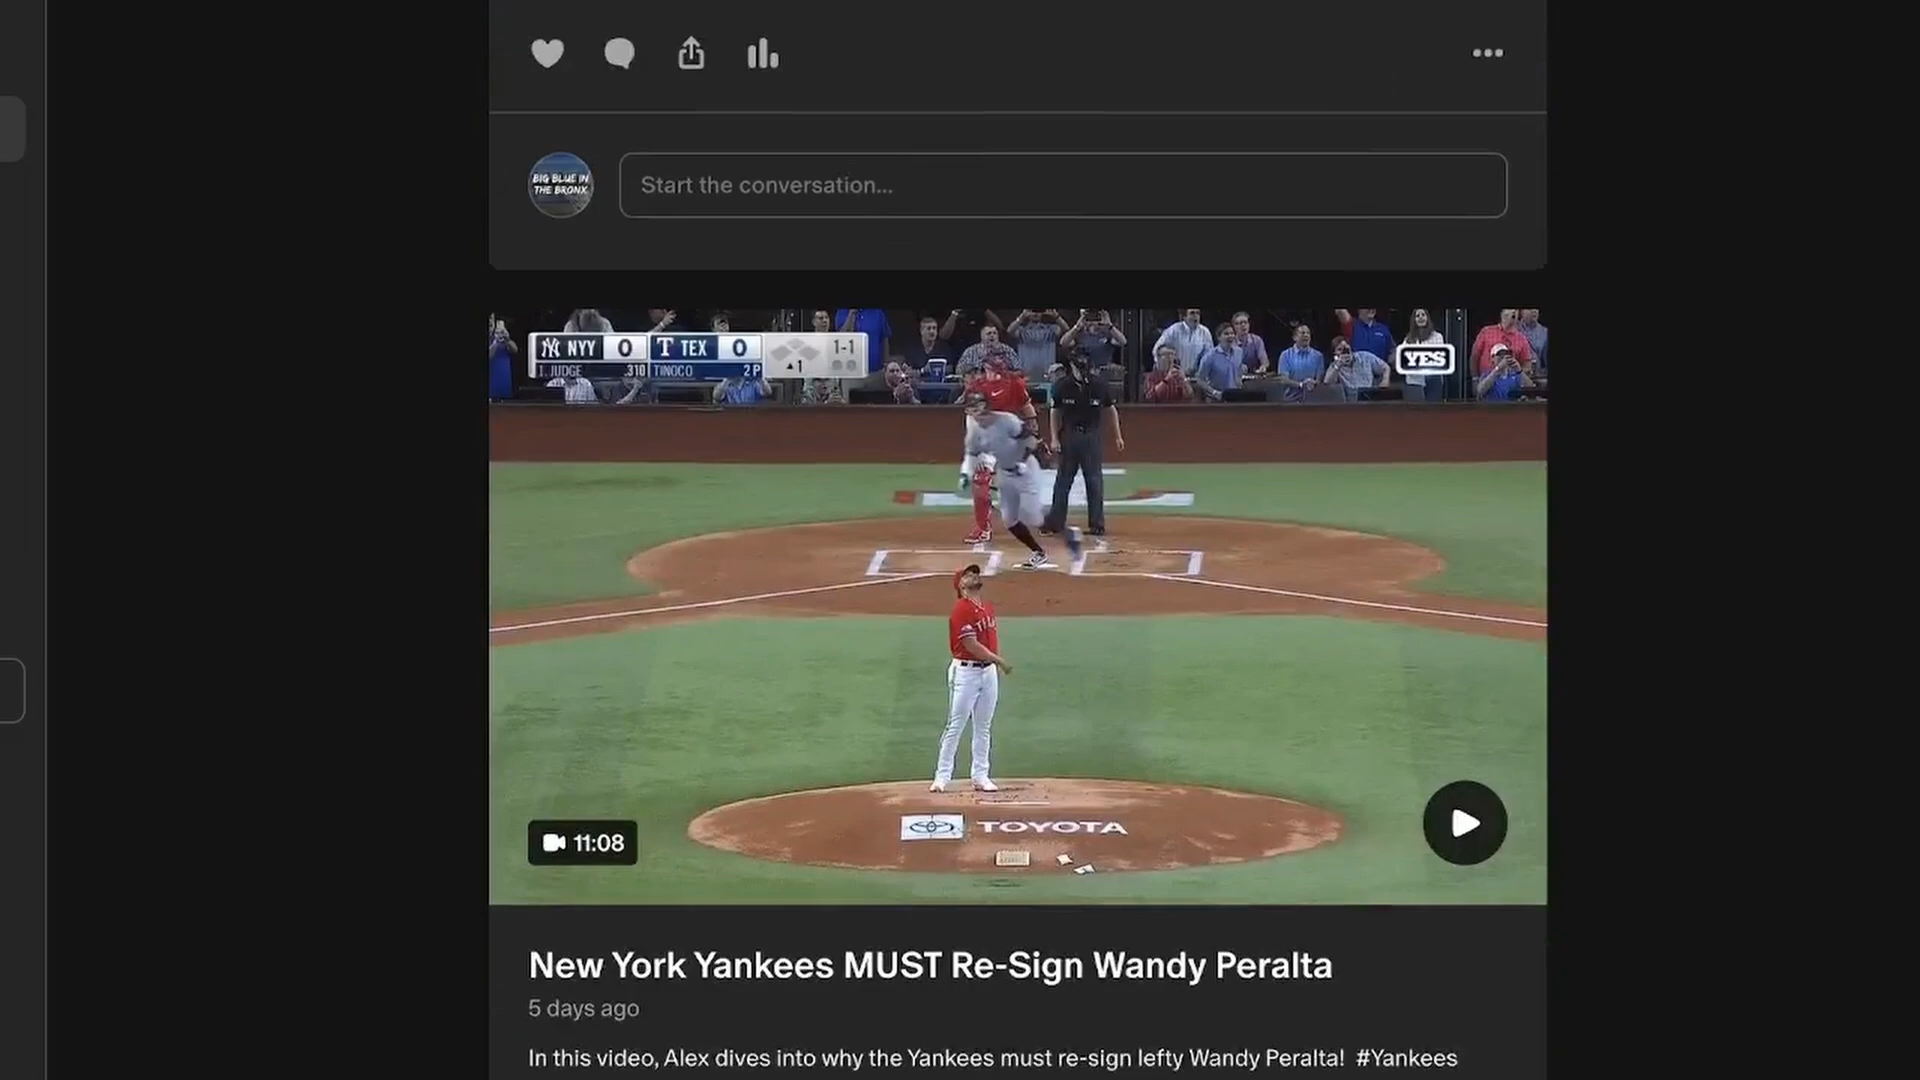 BIG BLUE IN
THE BRONX
Start the conversation...
NYY 0 T TEX 0 1-1
1. JUDGE .310 TINOCO 2P ▲1
YES
TOYOTA
11:08
New York Yankees MUST Re-Sign Wandy Peralta
5 days ago
In this video, Alex dives into why the Yankees must re-sign lefty Wandy Peralta! #Yankees